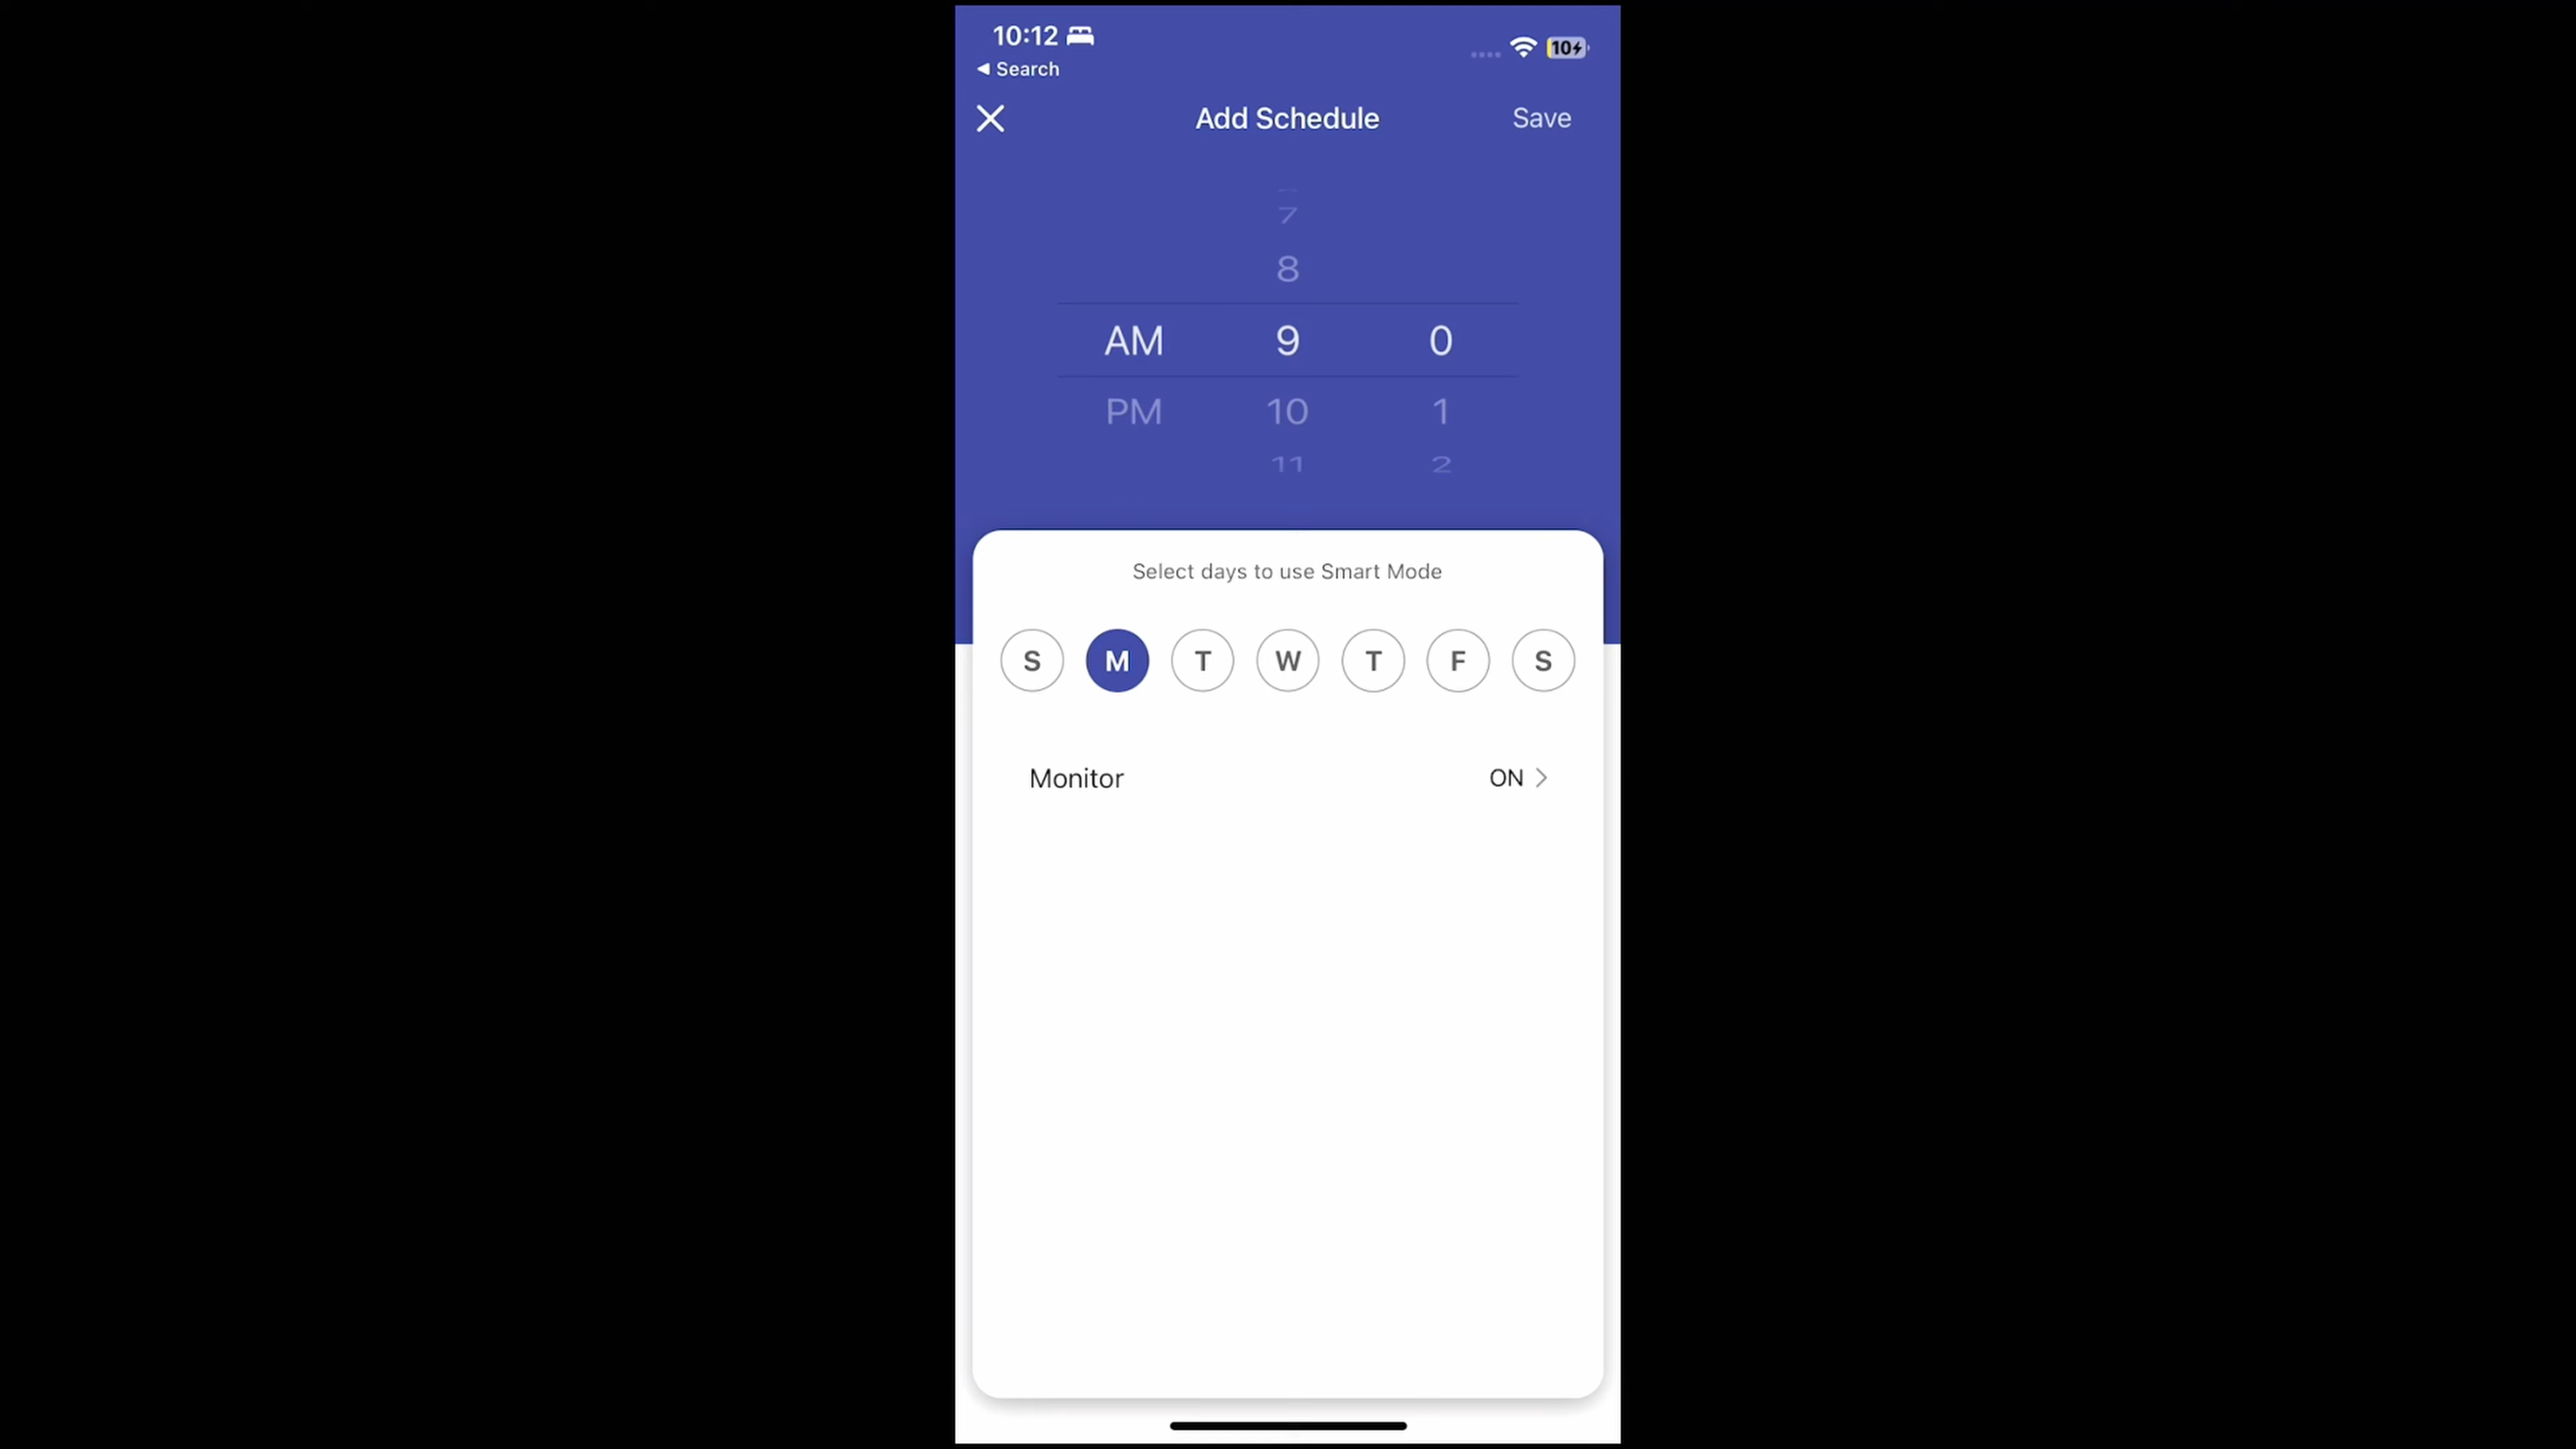 10:12
10
Search
Add Schedule
Save
7
8
AM 9 0
PM 10 1
11 2
Select days to use Smart Mode
S M T W T F S
Monitor ON